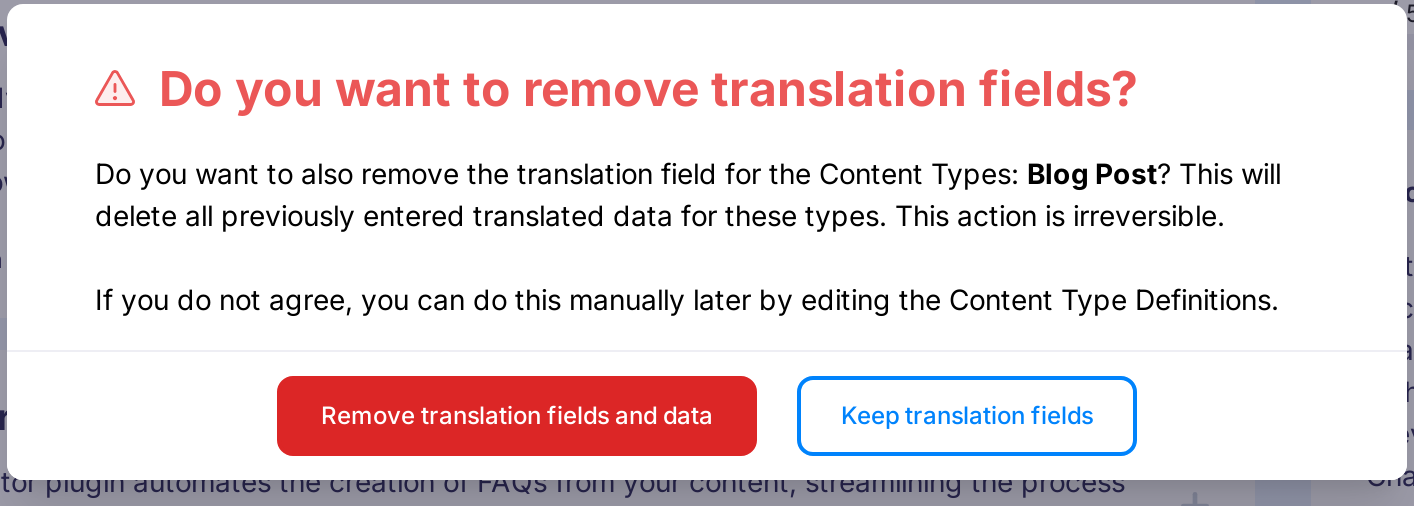 Do you want to remove translation fields?
Do you want to also remove the translation field for the Content Types: Blog Post? This will
delete all previously entered translated data for these types. This action is irreversible.
If you do not agree, you can do this manually later by editing the Content Type Definitions.
Remove translation fields and data
Keep translation fields
tor plugin automates the creation of FAQs from your content, streamlining the process